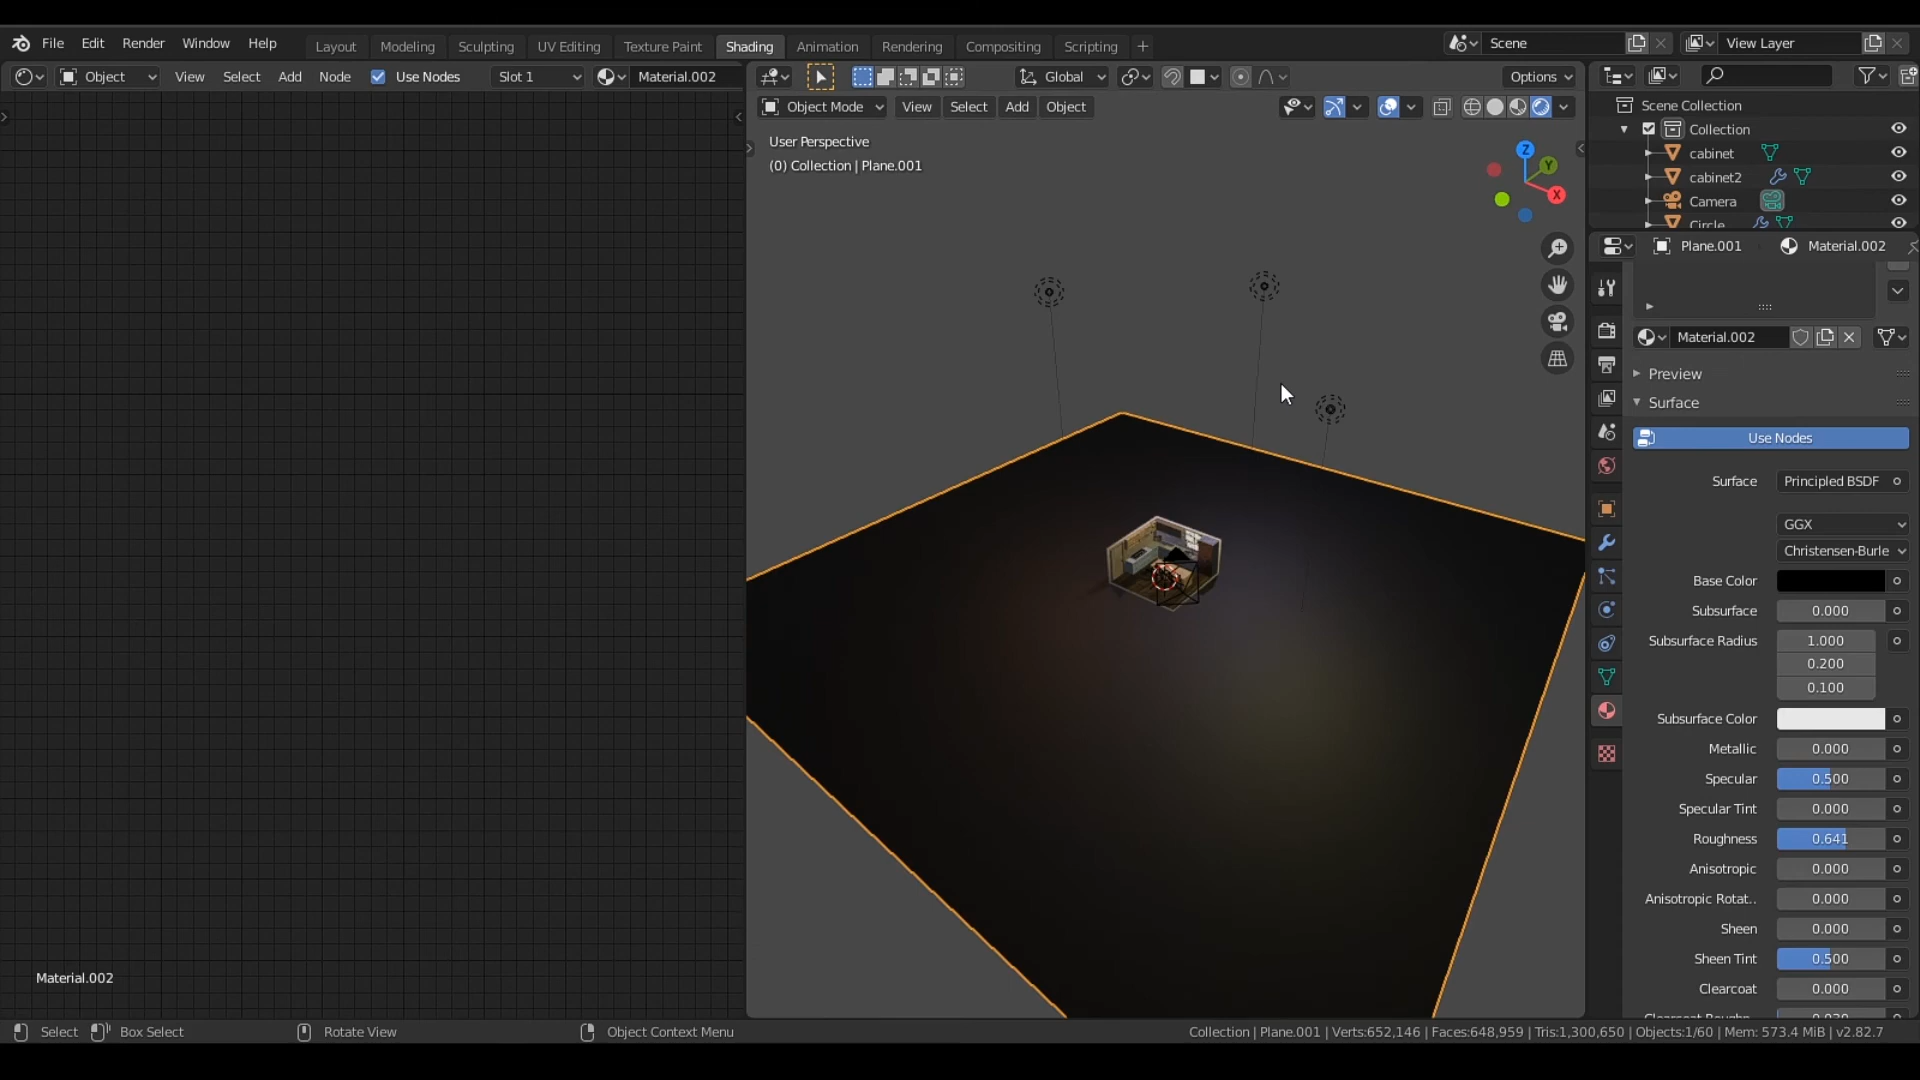 File Edit Render Window Help Layout Modeling Sculpting UV Editing Texture Paint Shading Animation Rendering Compositing Scripting + Scene View Layer
Object View Select Add Node Use Nodes Slot 1 Material.002 Global Options
Object Mode View Select Add Object
User Perspective
(0) Collection | Plane.001
Z
Y
X
Scene Collection
Collection
cabinet
cabinet2
Camera
Circle
Plane.001 Material.002
Material.002
Preview
Surface
Use Nodes
Surface Principled BSDF
GGX
Christensen-Burle
Base Color
Subsurface 0.000
Subsurface Radius 1.000
0.200
0.100
Subsurface Color
Metallic 0.000
Specular 0.500
Specular Tint 0.000
Roughness 0.641
Anisotropic 0.000
Anisotropic Rotat.. 0.000
Sheen 0.000
Sheen Tint 0.500
Clearcoat 0.000
Material.002
Select Box Select Rotate View Object Context Menu Collection | Plane.001 | Verts:652,146 | Faces:648,959 | Tris:1,300,650 | Objects:1/60 | Mem: 573.4 MiB | v2.82.7